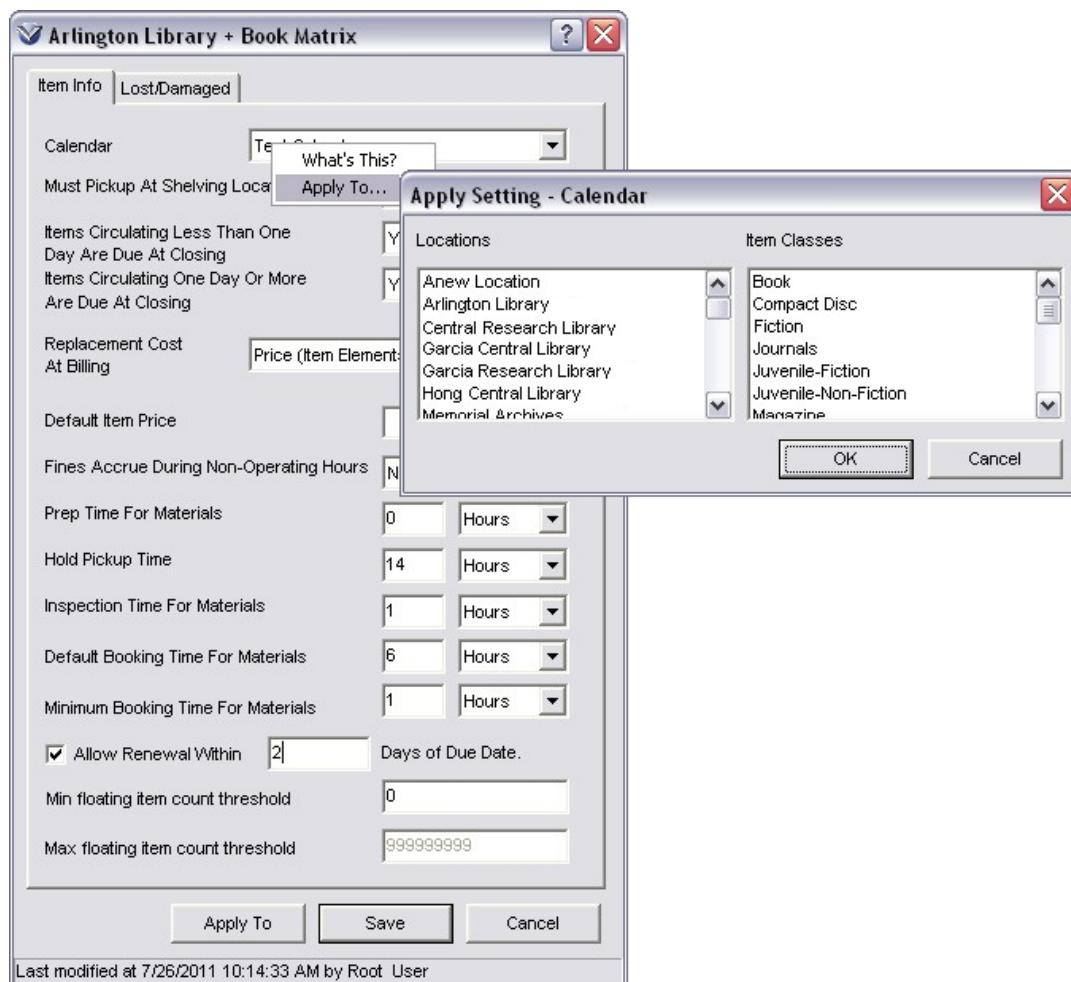 Arlington Library + Book Matrix
Item Info
Lost/Damaged
Calendar
What's This?
Must Pickup At Shelving
Apply To...
Items Circulating Less Than One
Day Are Due At Closing
Items Circulating One Day Or More
Are Due At Closing
Replacement Cost
At Billing
Price (Item
Default Item Price
Fines Accrue During Non-Operating Hours
N
Prep Time For Materials
0
Hours
Hold Pickup Time
14
Hours
Inspection Time For Materials
1
Hours
Default Booking Time For Materials
6
Hours
Minimum Booking Time For Materials
1
Hours
Allow Renewal Within
2
Days of Due Date.
Min floating item count threshold
0
Max floating item count threshold
999999999
Apply To
Save
Cancel
Last modified at 7/26/2011 10:14:33 AM by Root User
Apply Setting - Calendar
Locations
Anew Location
Arlington Library
Central Research Library
Garcia Central Library
Garcia Research Library
Hong Central Library
Memorial Archives
Item Classes
Book
Compact Disc
Fiction
Journals
Juvenile-Fiction
Juvenile-Non-Fiction
Magazine
OK
Cancel